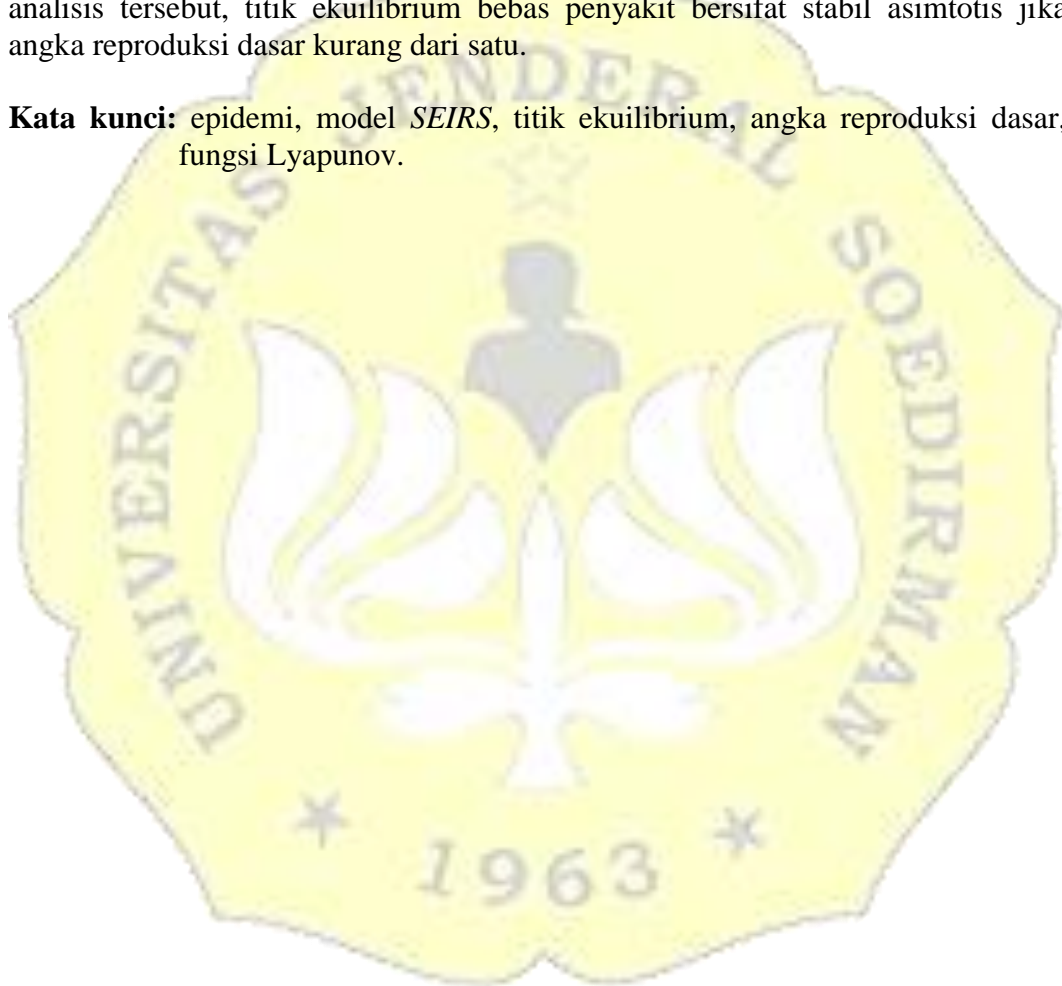 analisis tersebut, titik ekuilibrium bebas penyakit bersifat stabil asimtotis jika
angka reproduksi dasar kurang dari satu.
Kata kunci: epidemi, model SEIRS, titik ekuilibrium, angka reproduksi dasar,
fungsi Lyapunov.
UNIVERSITAS JENDERAL SOEDIRMAN
1963